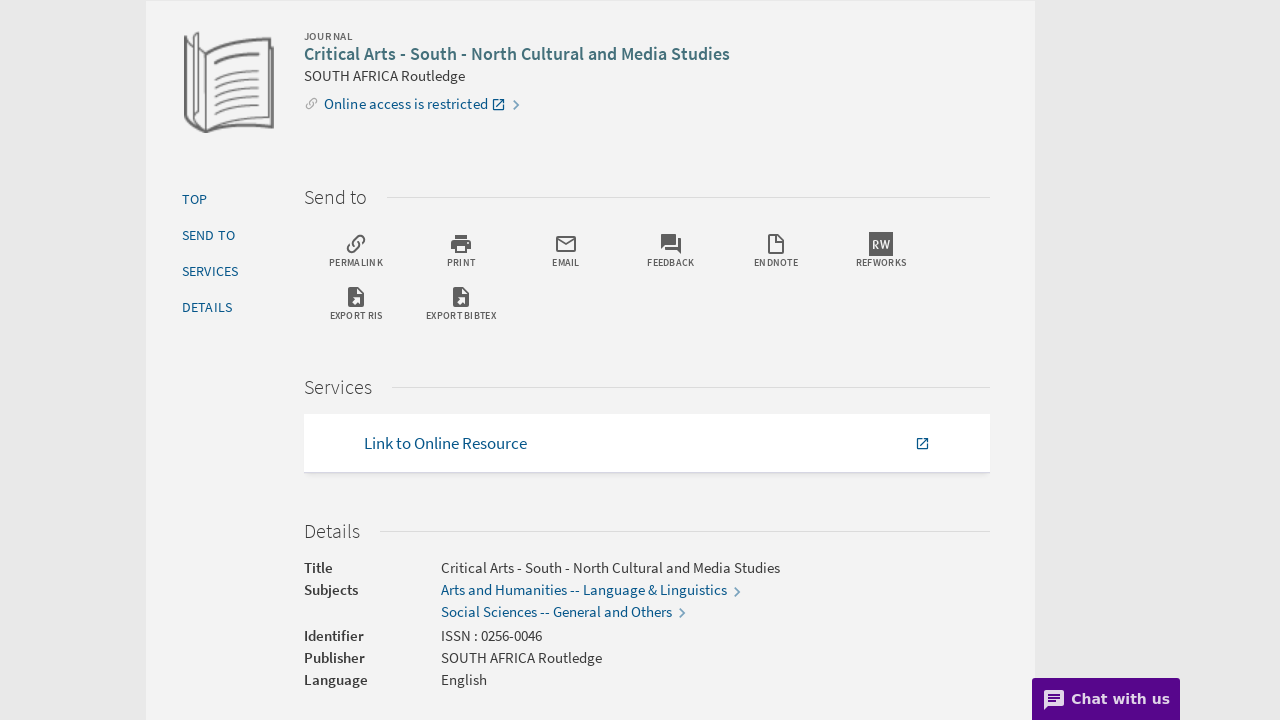 JOURNAL
Critical Arts - South - North Cultural and Media Studies
SOUTH AFRICA Routledge
Online access is restricted
TOP
SEND TO
SERVICES
DETAILS
Send to
PERMALINK
PRINT
EMAIL
FEEDBACK
ENDNOTE
RW
REFWORKS
EXPORT RIS
EXPORT BIBTEX
Services
Link to Online Resource
Details
Title Critical Arts - South - North Cultural and Media Studies
Subjects Arts and Humanities -- Language & Linguistics
Social Sciences -- General and Others
Identifier ISSN : 0256-0046
Publisher SOUTH AFRICA Routledge
Language English
Chat with us